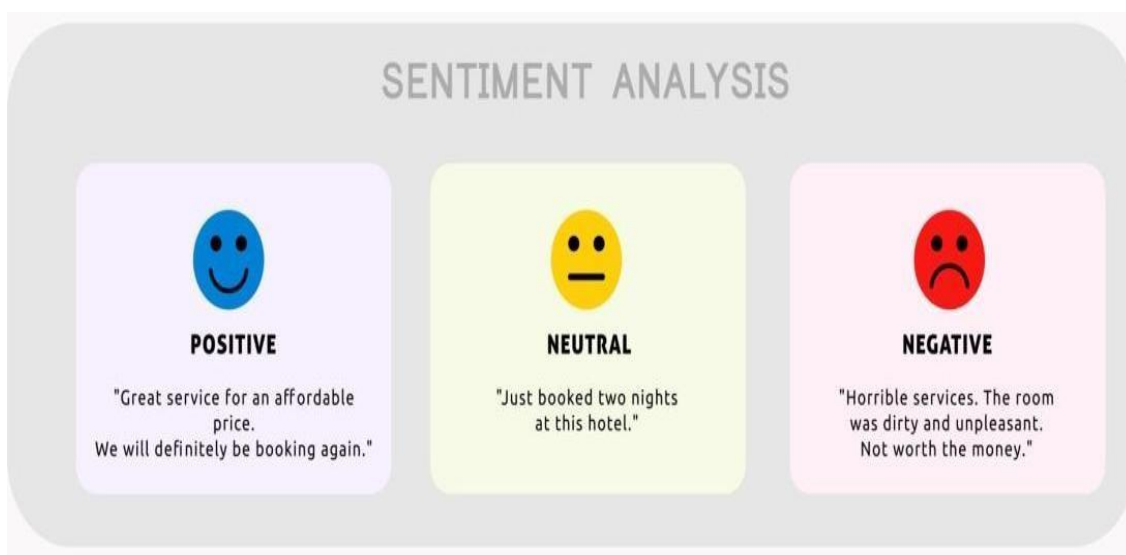 SENTIMENT ANALYSIS
POSITIVE
"Great service for an affordable
price.
We will definitely be booking again."
NEUTRAL
"Just booked two nights
at this hotel."
NEGATIVE
"Horrible services. The room
was dirty and unpleasant.
Not worth the money."